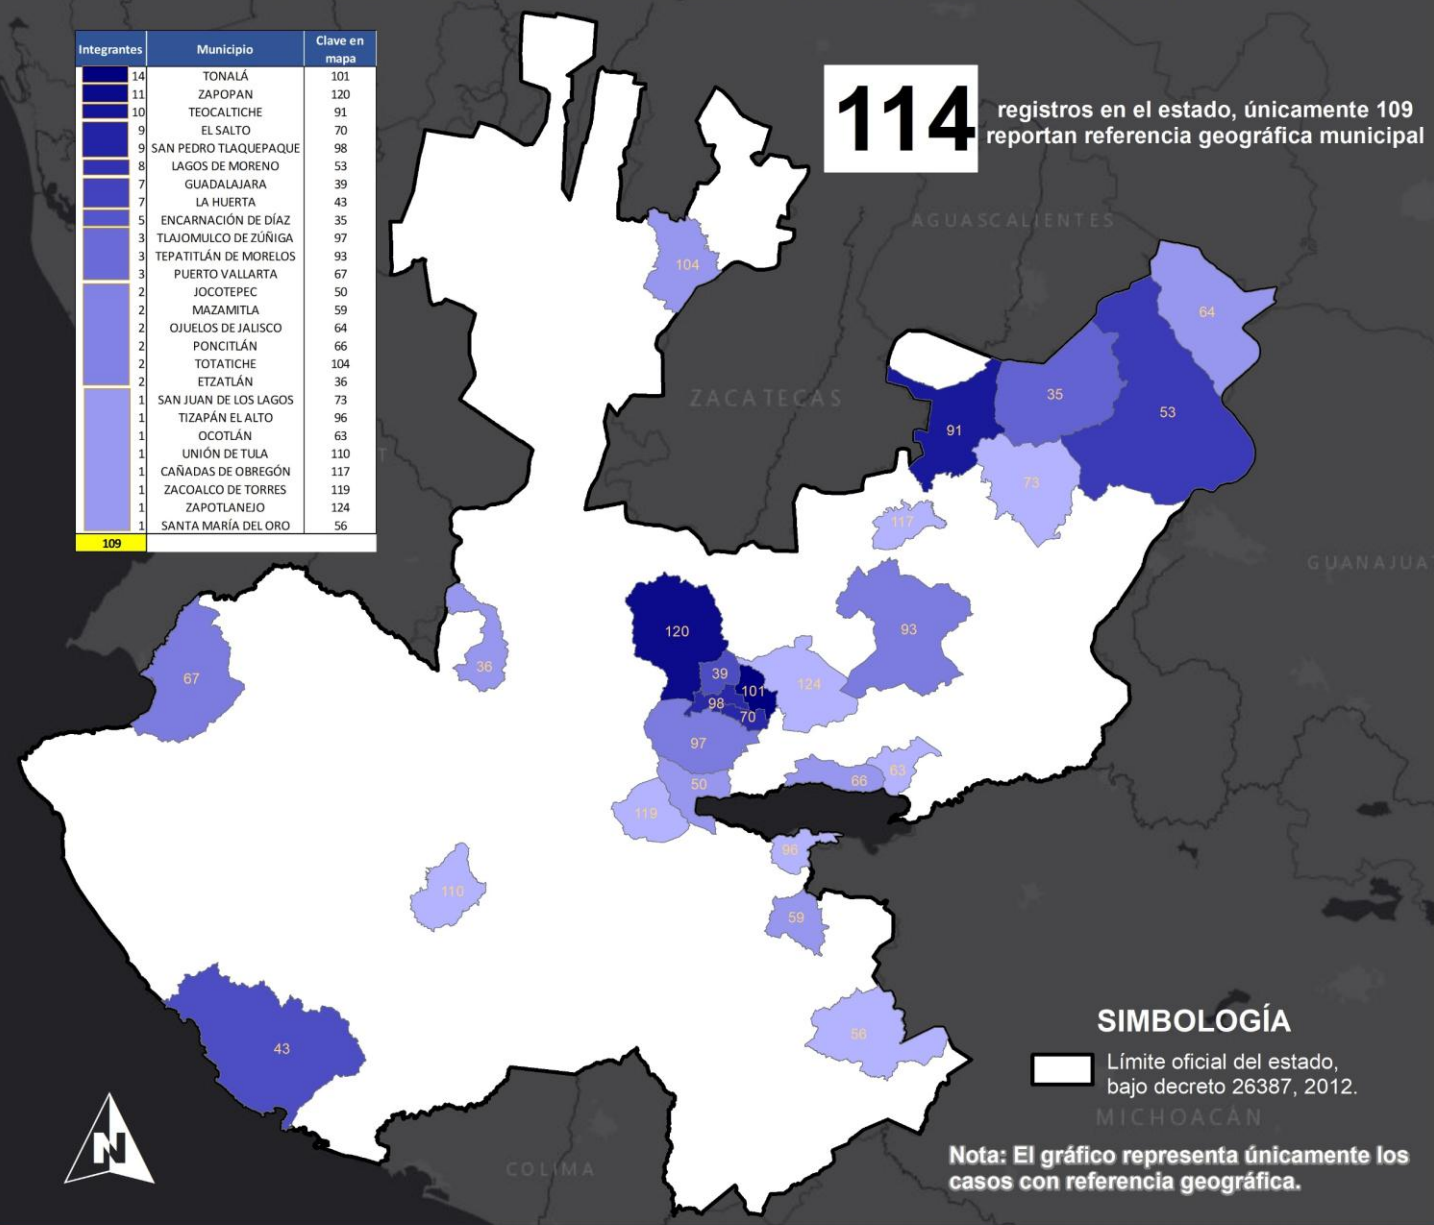 Integrantes Municipio Clave en mapa
14 TONALÁ 101
11 ZAPOPAN 120
10 TEOCALTICHE 91
9 EL SALTO 70
9 SAN PEDRO TLAQUEPAQUE 98
8 LAGOS DE MORENO 53
7 GUADALAJARA 39
7 LA HUERTA 43
5 ENCARNACIÓN DE DÍAZ 35
3 TLAJOMULCO DE ZÚÑIGA 97
3 TEPATITLÁN DE MORELOS 93
3 PUERTO VALLARTA 67
2 JOCOTEPEC 50
2 MAZAMITLA 59
2 OJUELOS DE JALISCO 64
2 PONCITLÁN 66
2 TOTATICHE 104
2 ETZATLÁN 36
1 SAN JUAN DE LOS LAGOS 73
1 TIZAPÁN EL ALTO 96
1 OCOTLÁN 63
1 UNIÓN DE TULA 110
1 CAÑADAS DE OBREGÓN 117
1 ZACOALCO DE TORRES 119
1 ZAPOTLANEJO 124
1 SANTA MARÍA DEL ORO 56
109
114
registros en el estado, únicamente 109
reportan referencia geográfica municipal
AGUASCALIENTES
104
64
ZACATECAS
35
53
91
73
117
GUANAJUA
120
93
36
67
39
124
101
98
70
97
63
66
50
119
96
110
59
56
43
SIMBOLOGÍA
Límite oficial del estado,
bajo decreto 26387, 2012.
MICHOACÁN
N
COLIMA
Nota: El gráfico representa únicamente los
casos con referencia geográfica.